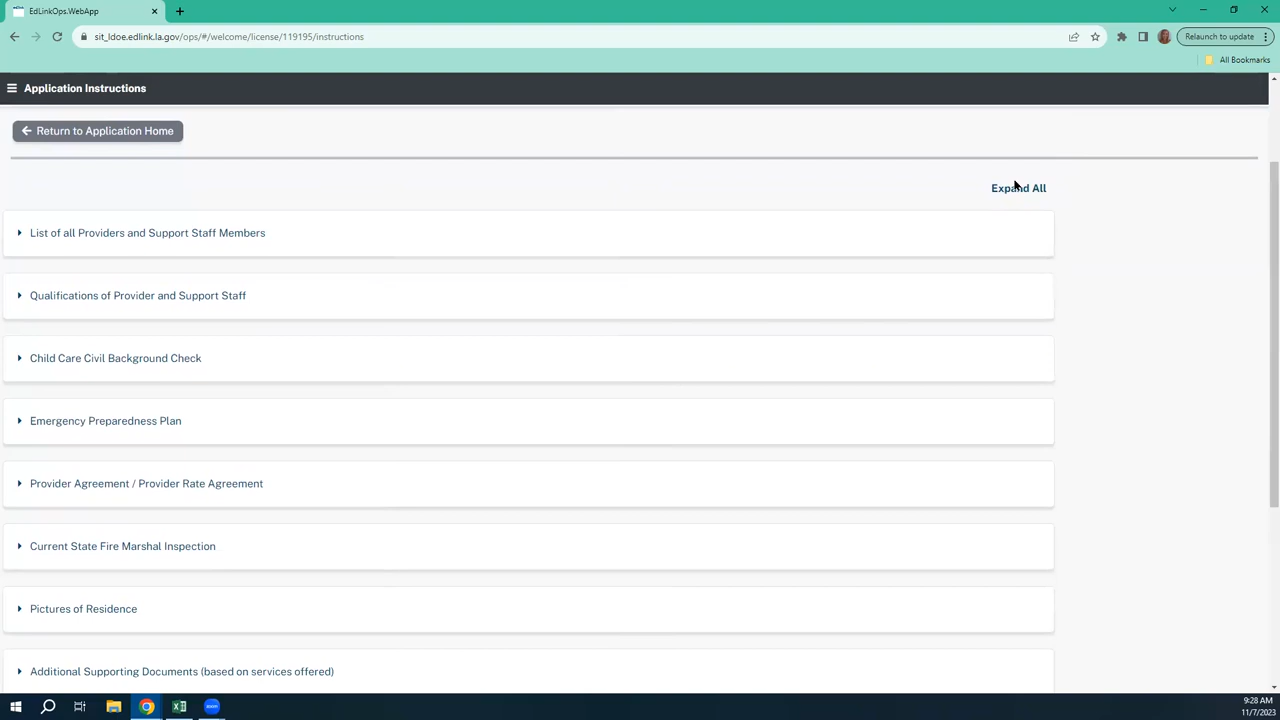 EdLinkOps.WebApp
sit_ldoe.edlink.la.gov/ops/#/welcome/license/119195/instructions
Relaunch to update
All Bookmarks
Application Instructions
Return to Application Home
Expand All
List of all Providers and Support Staff Members
Qualifications of Provider and Support Staff
Child Care Civil Background Check
Emergency Preparedness Plan
Provider Agreement / Provider Rate Agreement
Current State Fire Marshal Inspection
Pictures of Residence
Additional Supporting Documents (based on services offered)
zoom
9:28 AM
11/7/2023